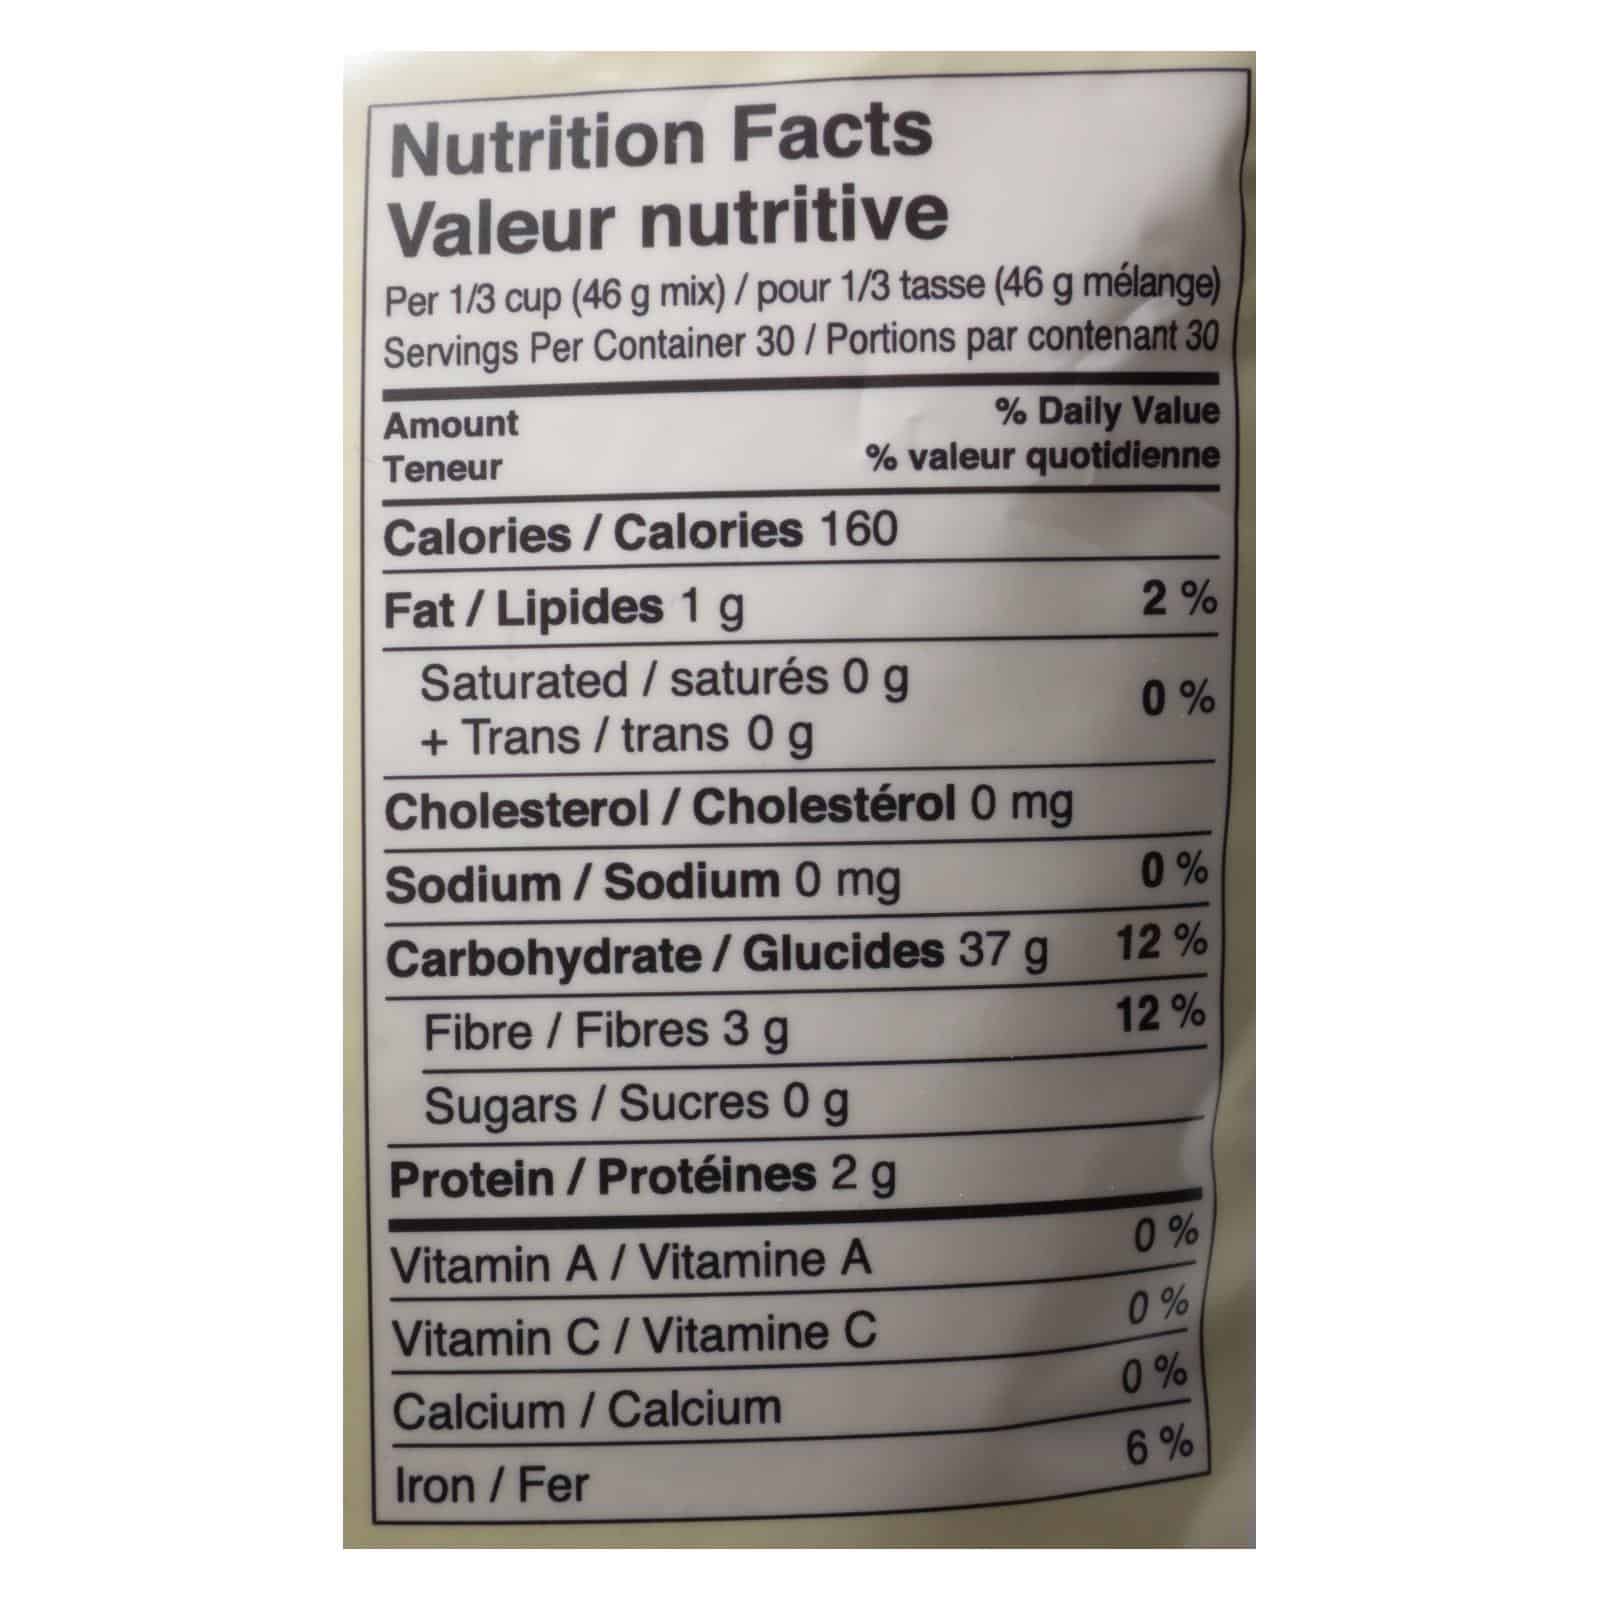 Nutrition Facts
Valeur nutritive
Per 1/3 cup (46 g mix) / pour 1/3 tasse (46 g mélange)
Servings Per Container 30 / Portions par contenant 30
Amount % Daily Value
Teneur % valeur quotidienne
Calories / Calories 160
Fat / Lipides 1 g 2 %
Saturated / saturés 0 g
+ Trans / trans 0 g 0 %
Cholesterol / Cholestérol 0 mg
Sodium / Sodium 0 mg 0 %
Carbohydrate / Glucides 37 g 12 %
Fibre / Fibres 3 g 12 %
Sugars / Sucres 0 g
Protein / Protéines 2 g
Vitamin A / Vitamine A 0 %
Vitamin C / Vitamine C 0 %
Calcium / Calcium 0 %
Iron / Fer 6 %